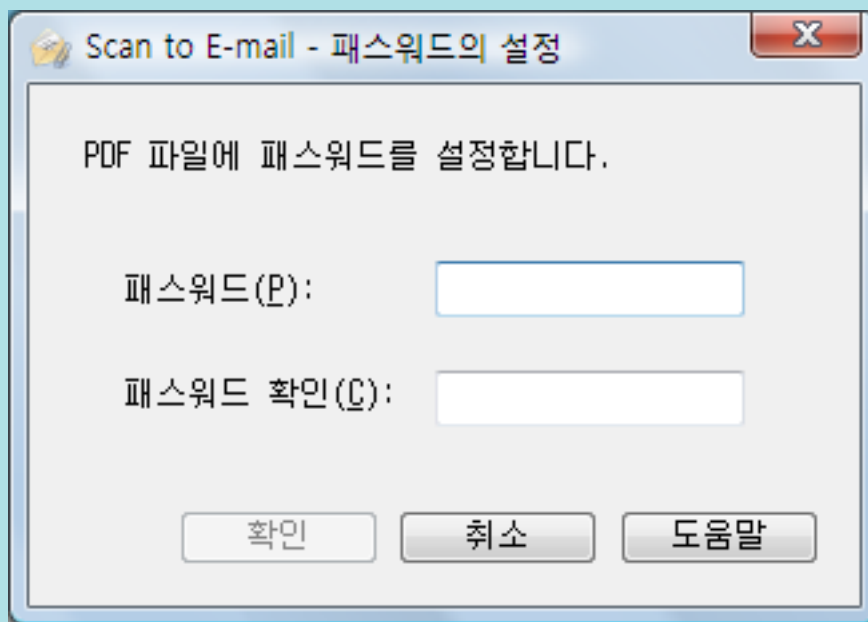 Scan to E-mail - 패스워드의 설정
PDF 파일에 패스워드를 설정합니다.
패스워드(P):
패스워드 확인(C):
확인 취소 도움말